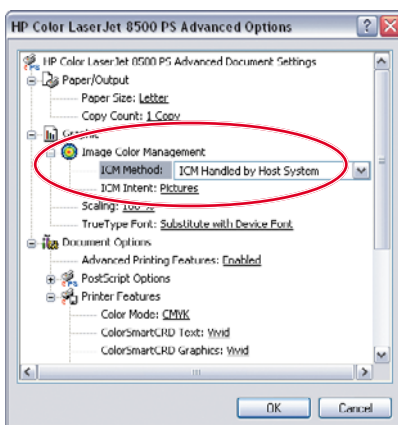 HP Color LaserJet 8500 PS Advanced Options
HP Color LaserJet 8500 PS Advanced Document Settings
Paper/Output
Paper Size: Letter
Copy Count: 1 Copy
Graphic
Image Color Management
ICM Method: ICM Handled by Host System
ICM Intent: Pictures
Scaling: 100 %
TrueType Font: Substitute with Device Font
Document Options
Advanced Printing Features: Enabled
PostScript Options
Printer Features
Color Mode: CMYK
ColorSmartCRD Text: Vivid
ColorSmartCRD Graphics: Vivid
OK Cancel